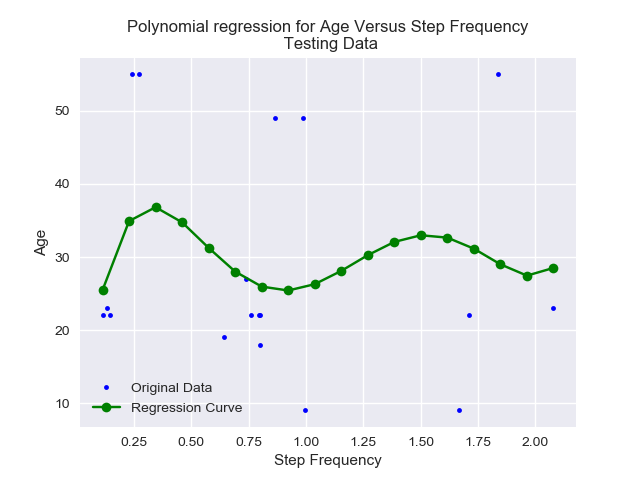 Polynomial regression for Age Versus Step Frequency
Testing Data
Age
50
40
30
20
10
Original Data
Regression Curve
0.25 0.50 0.75 1.00 1.25 1.50 1.75 2.00
Step Frequency